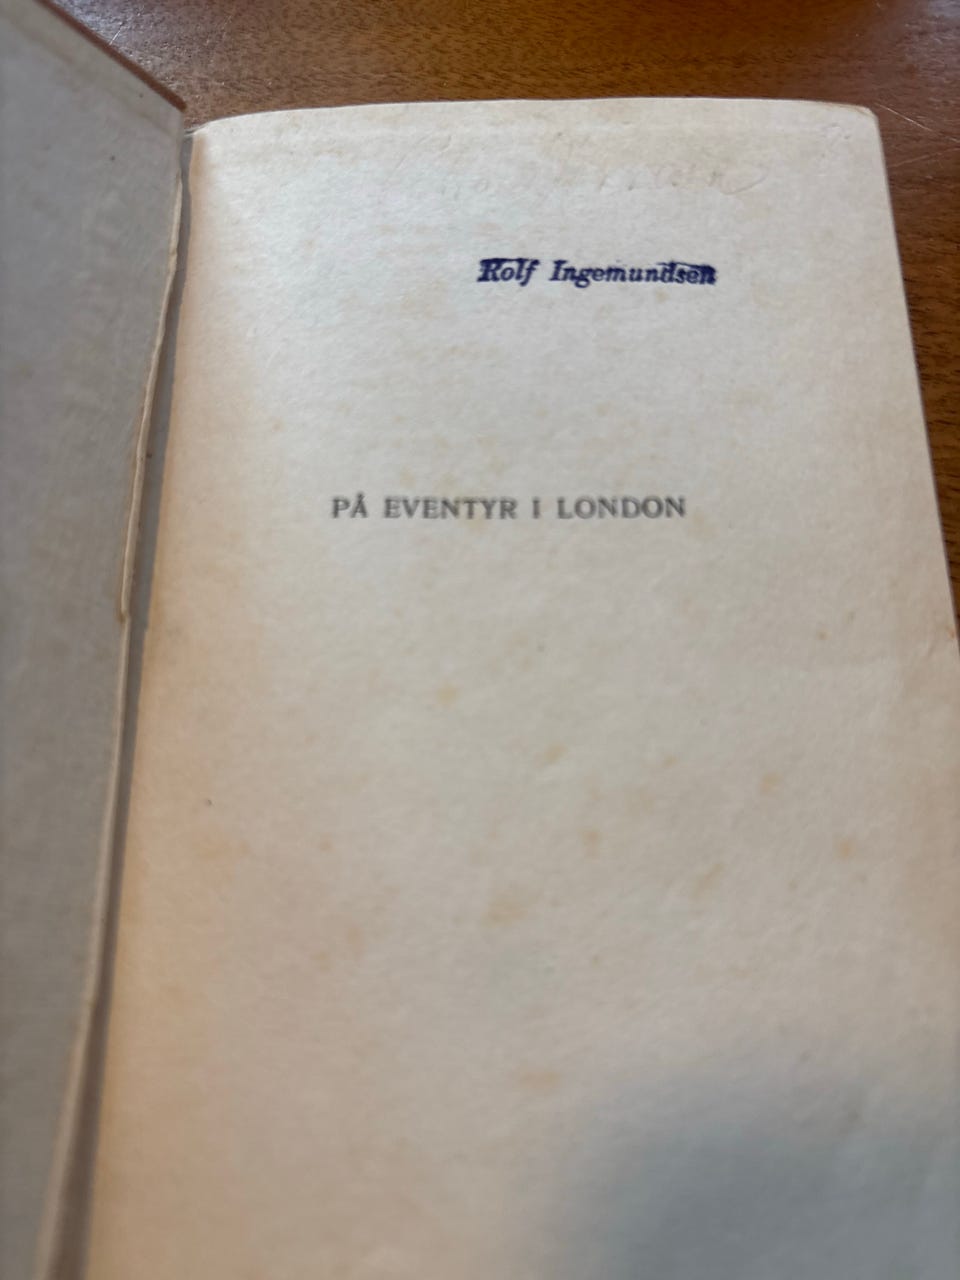 Rolf Ingemundsen
PÅ EVENTYR I LONDON